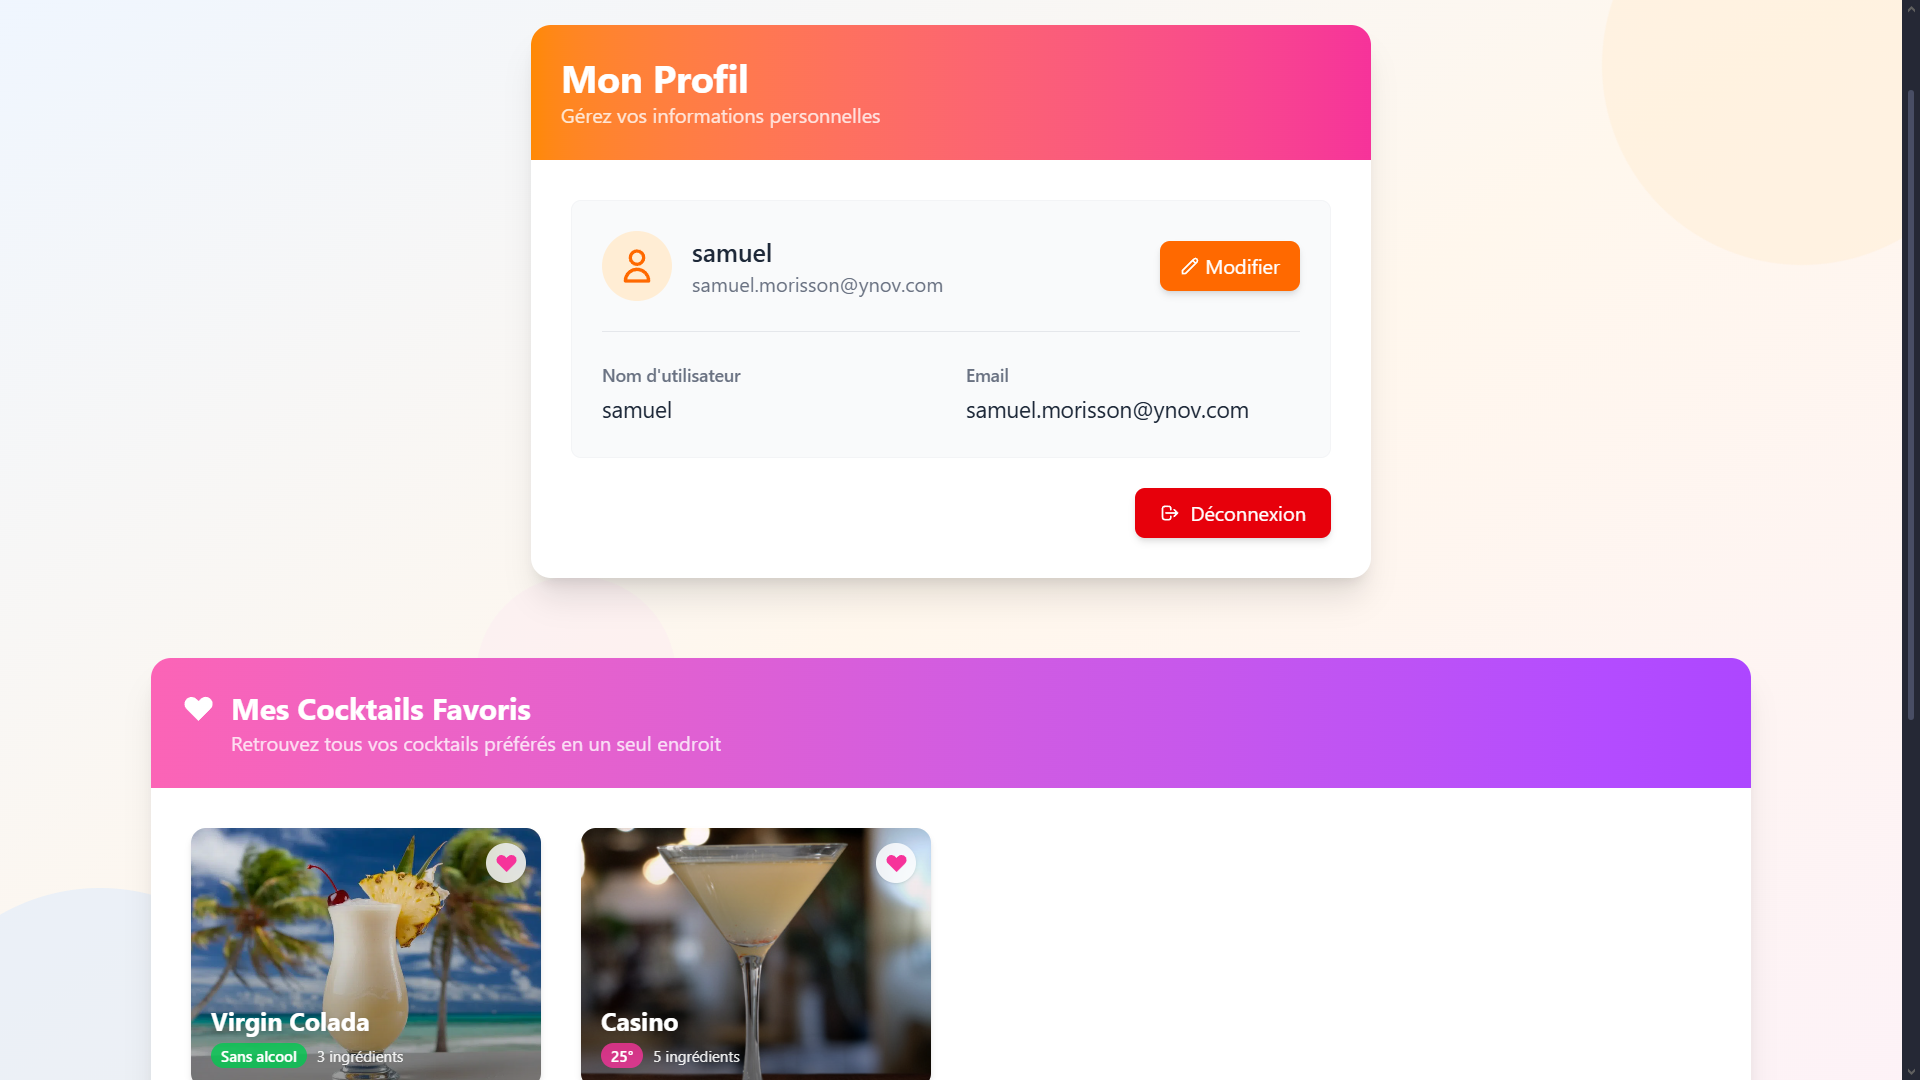 Mon Profil
Gérez vos informations personnelles
samuel
samuel.morisson@ynov.com
Modifier
Nom d'utilisateur
Email
samuel
samuel.morisson@ynov.com
Déconnexion
Mes Cocktails Favoris
Retrouvez tous vos cocktails préférés en un seul endroit
Virgin Colada
Sans alcool
3 ingrédients
Casino
25°
5 ingrédients